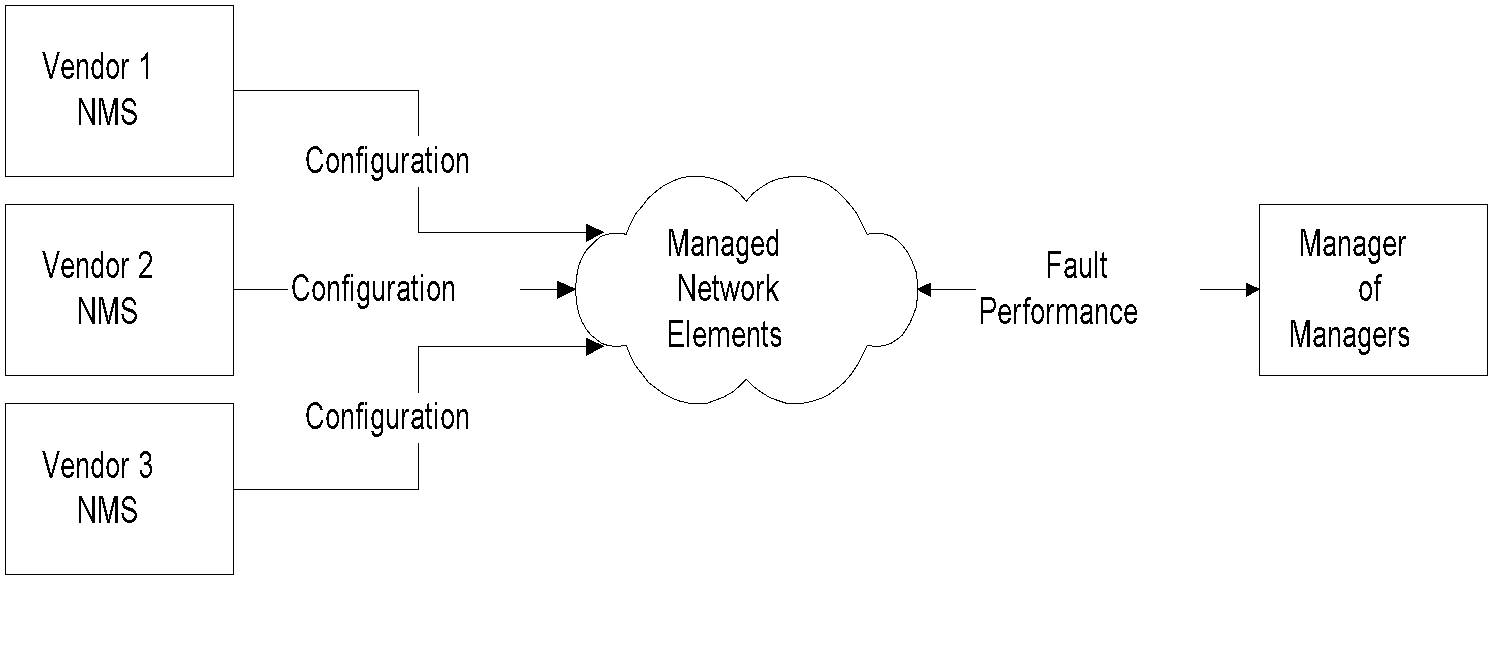 Vendor 1
NMS
Configuration
Vendor 2
NMS
Configuration
Vendor 3
NMS
Configuration
Managed
Network
Elements
Fault
Performance
Manager
of
Managers